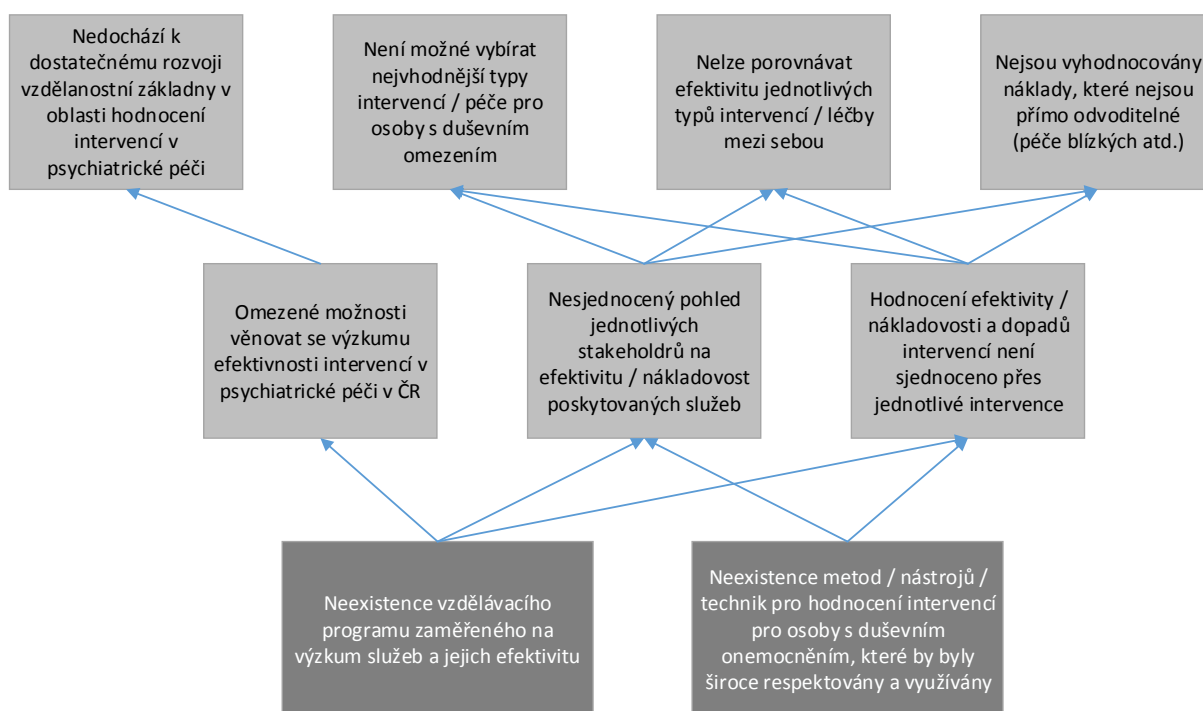 Nedochází k
dostatečnému rozvoji
vzdělanostní základny v
oblasti hodnocení
intervencí v
psychiatrické péči
Není možné vybírat
nejvhodnější typy
intervencí / péče pro
osoby s duševním
omezením
Nelze porovnávat
efektivitu jednotlivých
typů intervencí / léčby
mezi sebou
Nejsou vyhodnocovány
náklady, které nejsou
přímo odvoditelné
(péče blízkých atd.)
Omezené možnosti
věnovat se výzkumu
efektivnosti intervencí v
psychiatrické péči v ČR
Nesjednocený pohled
jednotlivých
stakeholdrů na
efektivitu / nákladovost
poskytovaných služeb
Hodnocení efektivity /
nákladovosti a dopadů
intervencí není
sjednoceno přes
jednotlivé intervence
Neexistence vzdělávacího
programu zaměřeného na
výzkum služeb a jejich efektivitu
Neexistence metod / nástrojů /
technik pro hodnocení intervencí
pro osoby s duševním
onemocněním, které by byly
široce respektovány a využívány